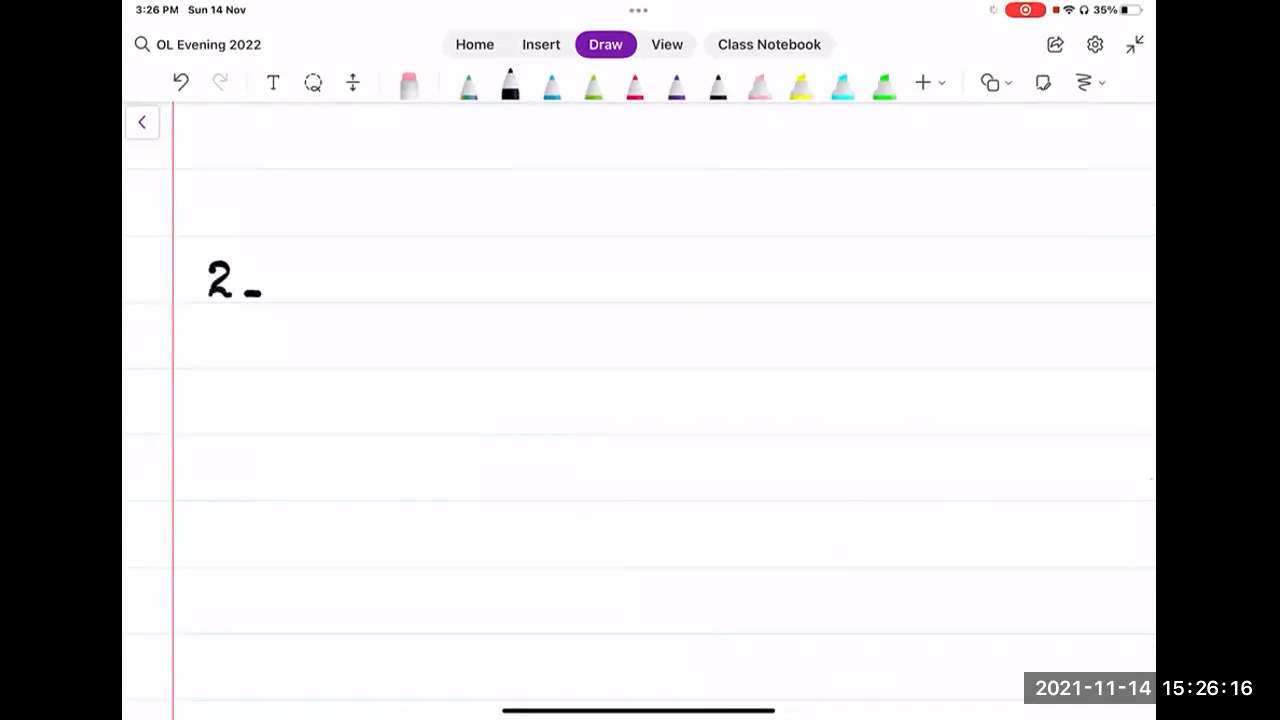 3:26 PM Sun 14 Nov
35%
OL Evening 2022
Home Insert Draw View Class Notebook
T
2 -
2021-11-14 15:26:16